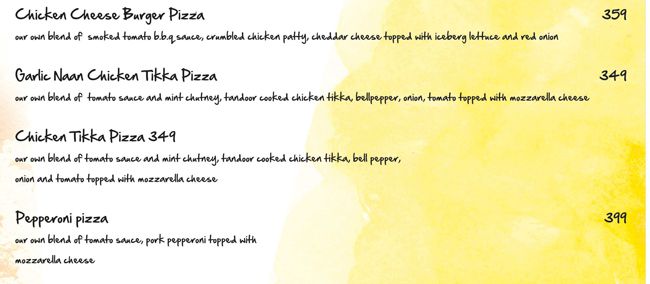 Chicken Cheese Burger Pizza 359
our own blend of smoked tomato b.b.q sauce, crumbled chicken patty, cheddar cheese topped with iceberg lettuce and red onion
Garlic Naan Chicken Tikka Pizza 349
our own blend of tomato sauce and mint chutney, tandoor cooked chicken tikka, bellpepper, onion, tomato topped with mozzarella cheese
Chicken Tikka Pizza 349
our own blend of tomato sauce and mint chutney, tandoor cooked chicken tikka, bell pepper,
onion and tomato topped with mozzarella cheese
Pepperoni pizza 399
our own blend of tomato sauce, pork pepperoni topped with
mozzarella cheese